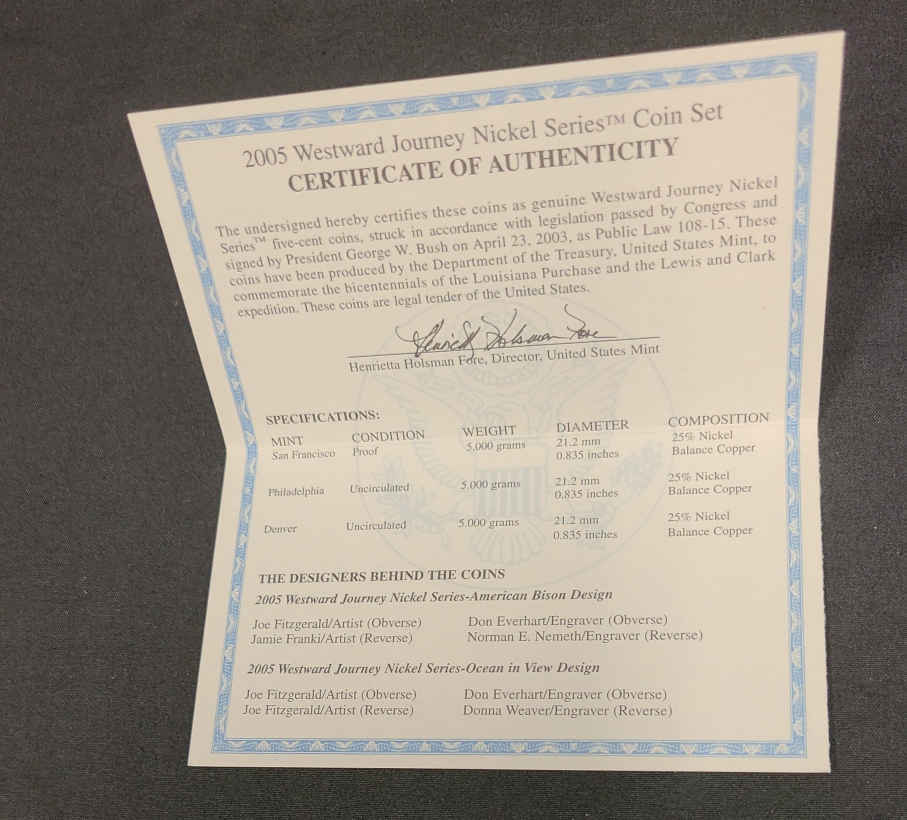 2005 Westward Journey Nickel Series™ Coin Set
CERTIFICATE OF AUTHENTICITY
The undersigned hereby certifies these coins as genuine Westward Journey Nickel
Series™ five-cent coins, struck in accordance with legislation passed by Congress and
signed by President George W. Bush on April 23, 2003, as Public Law 108-15. These
coins have been produced by the Department of the Treasury, United States Mint, to
commemorate the bicentennials of the Louisiana Purchase and the Lewis and Clark
expedition. These coins are legal tender of the United States.
Henrietta Holsman Fore
Henrietta Holsman Fore, Director, United States Mint
SPECIFICATIONS:
MINT CONDITION WEIGHT DIAMETER COMPOSITION
San Francisco Proof 5.000 grams 21.2 mm 25% Nickel
0.835 inches Balance Copper
Philadelphia Uncirculated 5.000 grams 21.2 mm 25% Nickel
0.835 inches Balance Copper
Denver Uncirculated 5.000 grams 21.2 mm 25% Nickel
0.835 inches Balance Copper
THE DESIGNERS BEHIND THE COINS
2005 Westward Journey Nickel Series-American Bison Design
Joe Fitzgerald/Artist (Obverse) Don Everhart/Engraver (Obverse)
Jamie Franki/Artist (Reverse) Norman E. Nemeth/Engraver (Reverse)
2005 Westward Journey Nickel Series-Ocean in View Design
Joe Fitzgerald/Artist (Obverse) Don Everhart/Engraver (Obverse)
Joe Fitzgerald/Artist (Reverse) Donna Weaver/Engraver (Reverse)